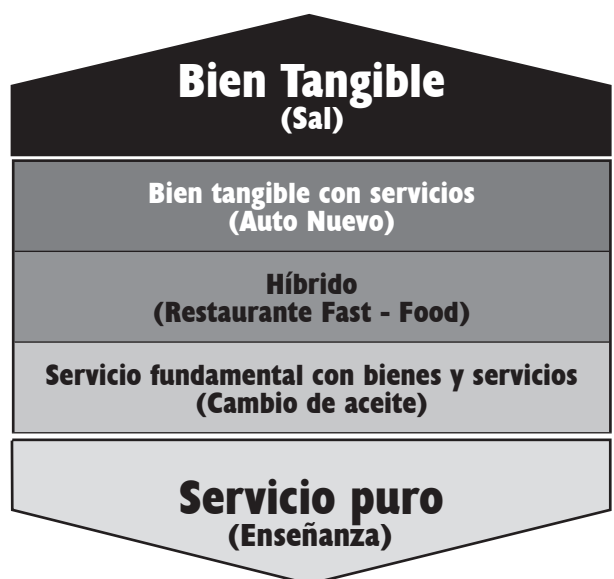 Bien Tangible
(Sal)
Bien tangible con servicios
(Auto Nuevo)
Híbrido
(Restaurante Fast - Food)
Servicio fundamental con bienes y servicios
(Cambio de aceite)
Servicio puro
(Enseñanza)